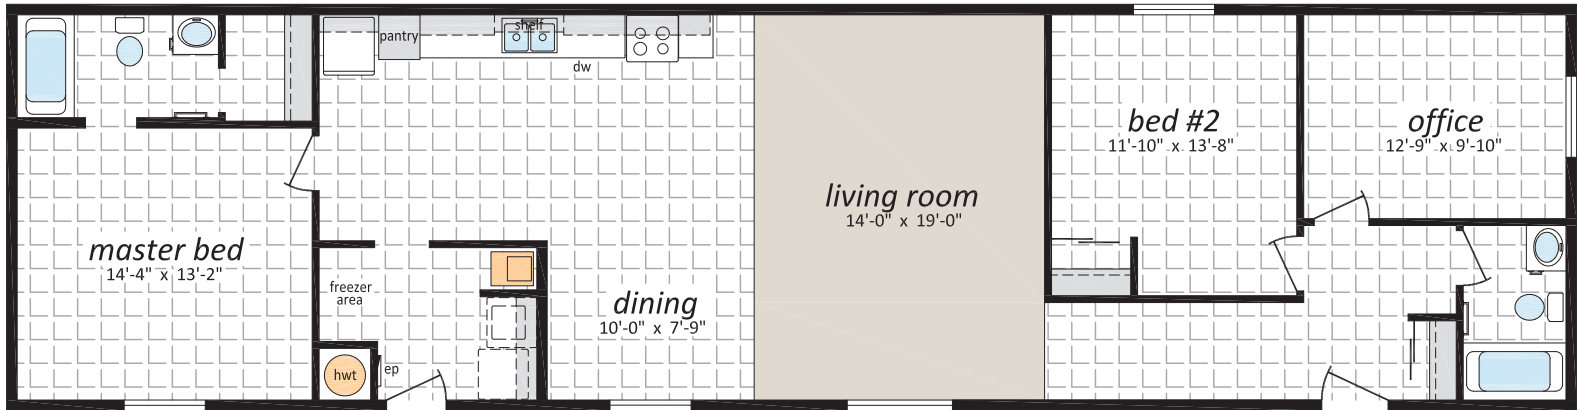 shelf
pantry
dw
bed #2
11'-10" x 13'-8"
office
12'-9" x 9'-10"
living room
14'-0" x 19'-0"
master bed
14'-4" x 13'-2"
freezer
area
dining
10'-0" x 7'-9"
hwt
ep